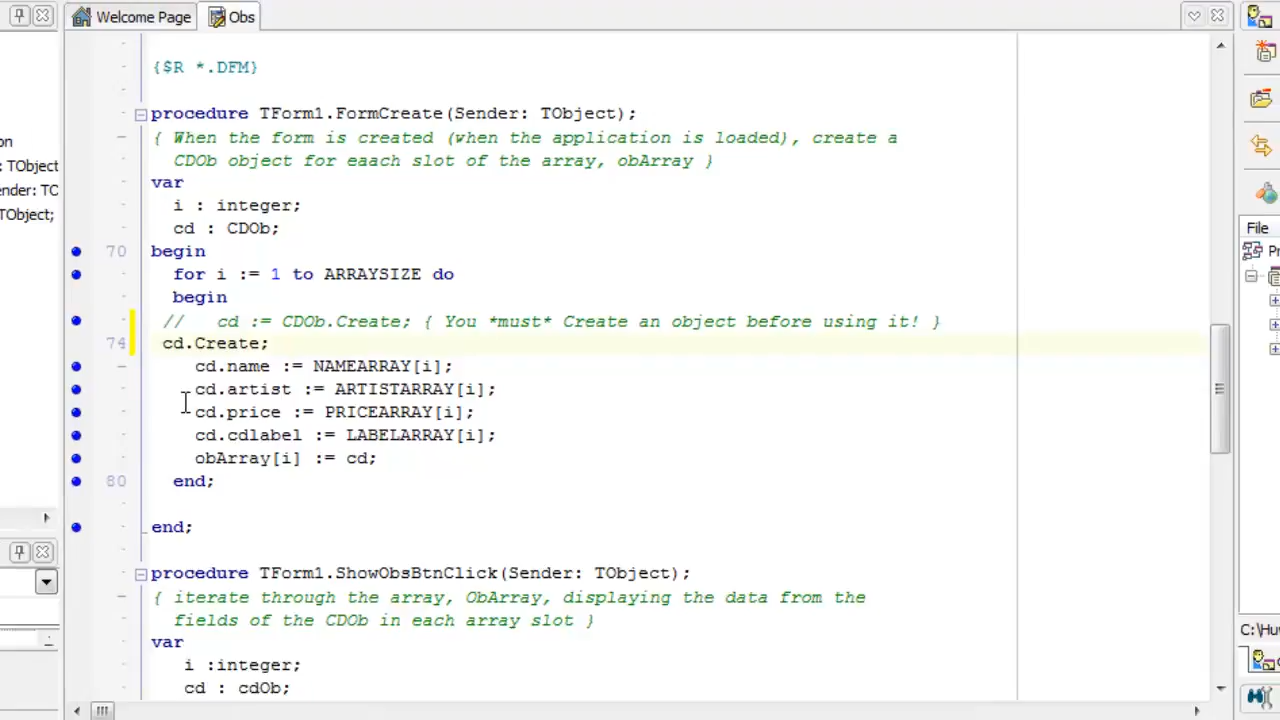 Welcome Page
Obs
{$R *.DFM}
procedure TForm1.FormCreate(Sender: TObject);
{ When the form is created (when the application is loaded), create a
CDOb object for eaach slot of the array, obArray }
var
i : integer;
cd : CDOb;
70 begin
for i := 1 to ARRAYSIZE do
begin
// cd := CDOb.Create; { You *must* Create an object before using it! }
74 cd.Create;
cd.name := NAMEARRAY[i];
cd.artist := ARTISTARRAY[i];
cd.price := PRICEARRAY[i];
cd.cdlabel := LABELARRAY[i];
obArray[i] := cd;
80 end;
end;
procedure TForm1.ShowObsBtnClick(Sender: TObject);
{ iterate through the array, ObArray, displaying the data from the
fields of the CDOb in each array slot }
var
i :integer;
cd : cdOb;
on
: TObject
ender: TO
TObject;
File
Pr
C:\Hu